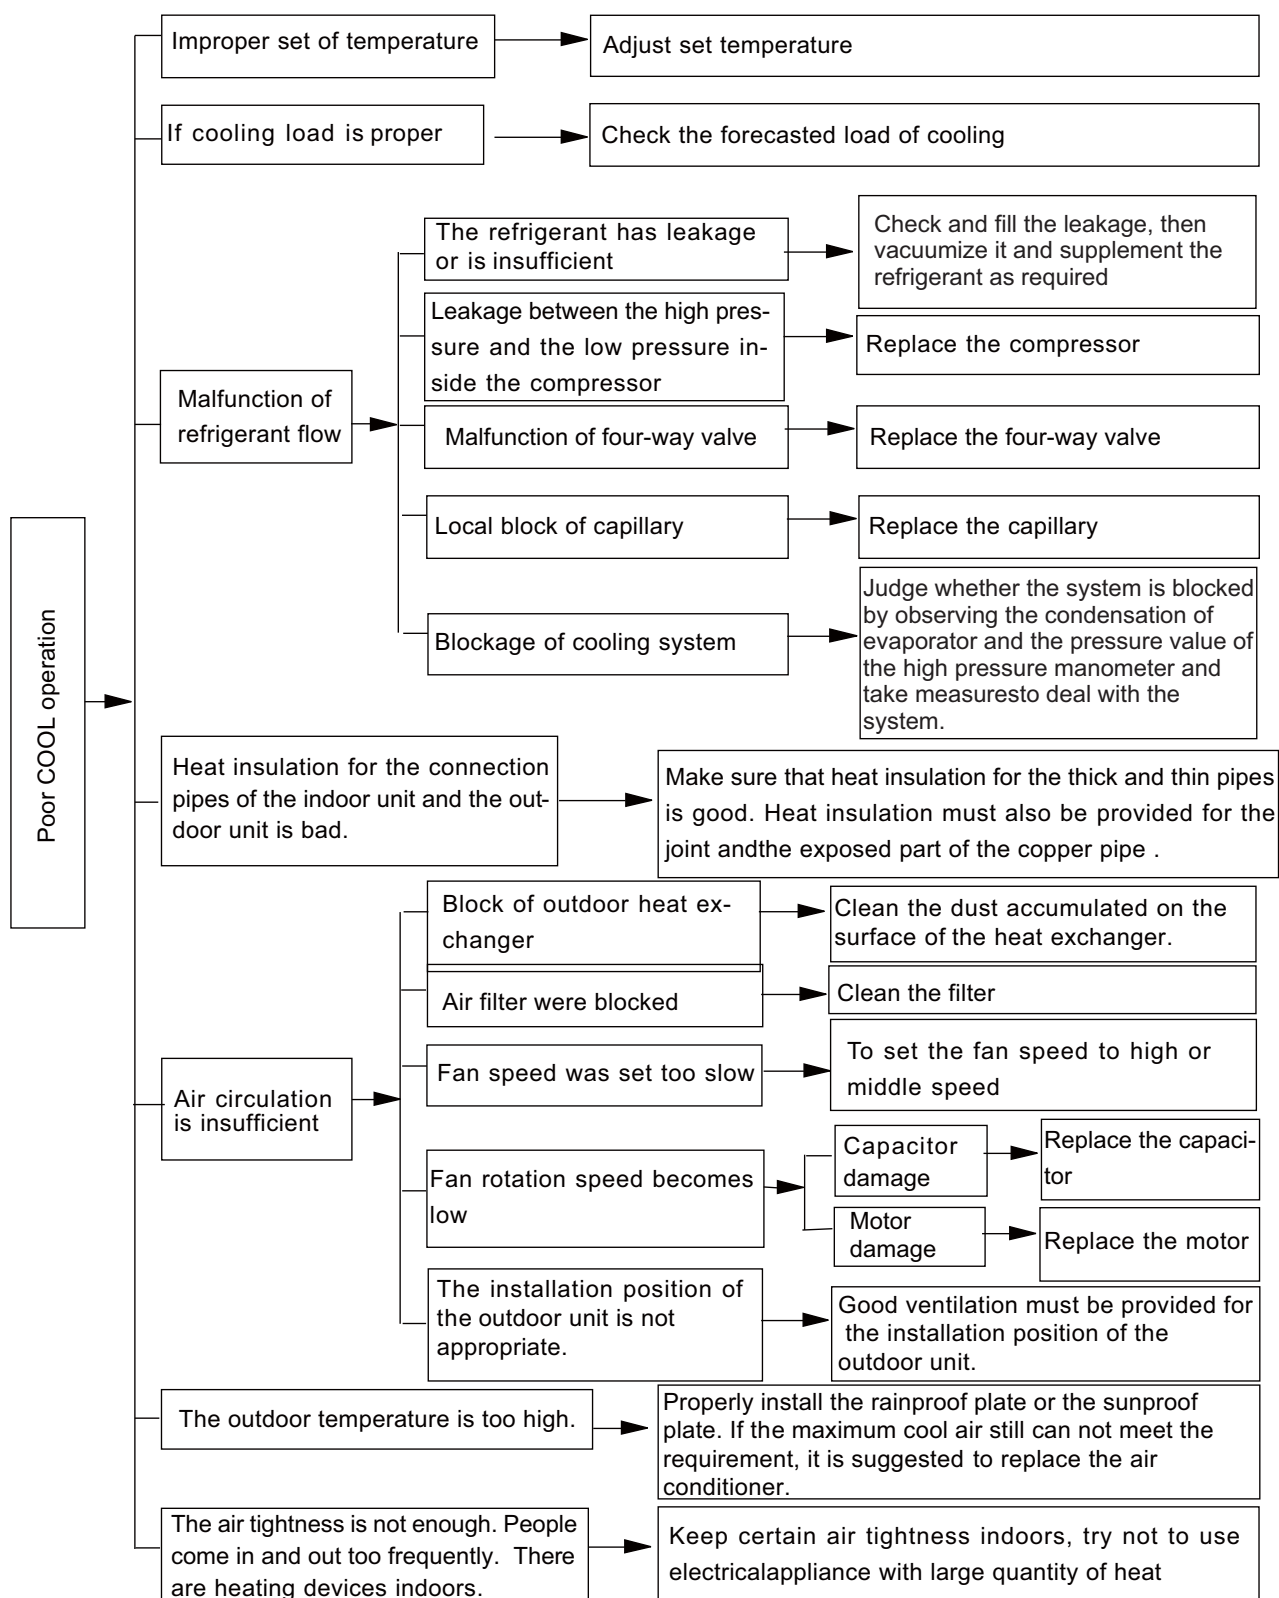 Improper set of temperature
Adjust set temperature
If cooling load is proper
Check the forecasted load of cooling
The refrigerant has leakage
or is insufficient
Check and fill the leakage, then
vacuumize it and supplement the
refrigerant as required
Leakage between the high pres-
sure and the low pressure in-
side the compressor
Replace the compressor
Malfunction of
refrigerant flow
Malfunction of four-way valve
Replace the four-way valve
Local block of capillary
Replace the capillary
Blockage of cooling system
Judge whether the system is blocked
by observing the condensation of
evaporator and the pressure value of
the high pressure manometer and
take measuresto deal with the
system.
Poor COOL operation
Heat insulation for the connection
pipes of the indoor unit and the out-
door unit is bad.
Make sure that heat insulation for the thick and thin pipes
is good. Heat insulation must also be provided for the
joint andthe exposed part of the copper pipe .
Block of outdoor heat ex-
changer
Clean the dust accumulated on the
surface of the heat exchanger.
Air filter were blocked
Clean the filter
Fan speed was set too slow
To set the fan speed to high or
middle speed
Air circulation
is insufficient
Fan rotation speed becomes
low
Capacitor
damage
Replace the capaci-
tor
Motor
damage
Replace the motor
The installation position of
the outdoor unit is not
appropriate.
Good ventilation must be provided for
the installation position of the
outdoor unit.
The outdoor temperature is too high.
Properly install the rainproof plate or the sunproof
plate. If the maximum cool air still can not meet the
requirement, it is suggested to replace the air
conditioner.
The air tightness is not enough. People
come in and out too frequently. There
are heating devices indoors.
Keep certain air tightness indoors, try not to use
electricalappliance with large quantity of heat